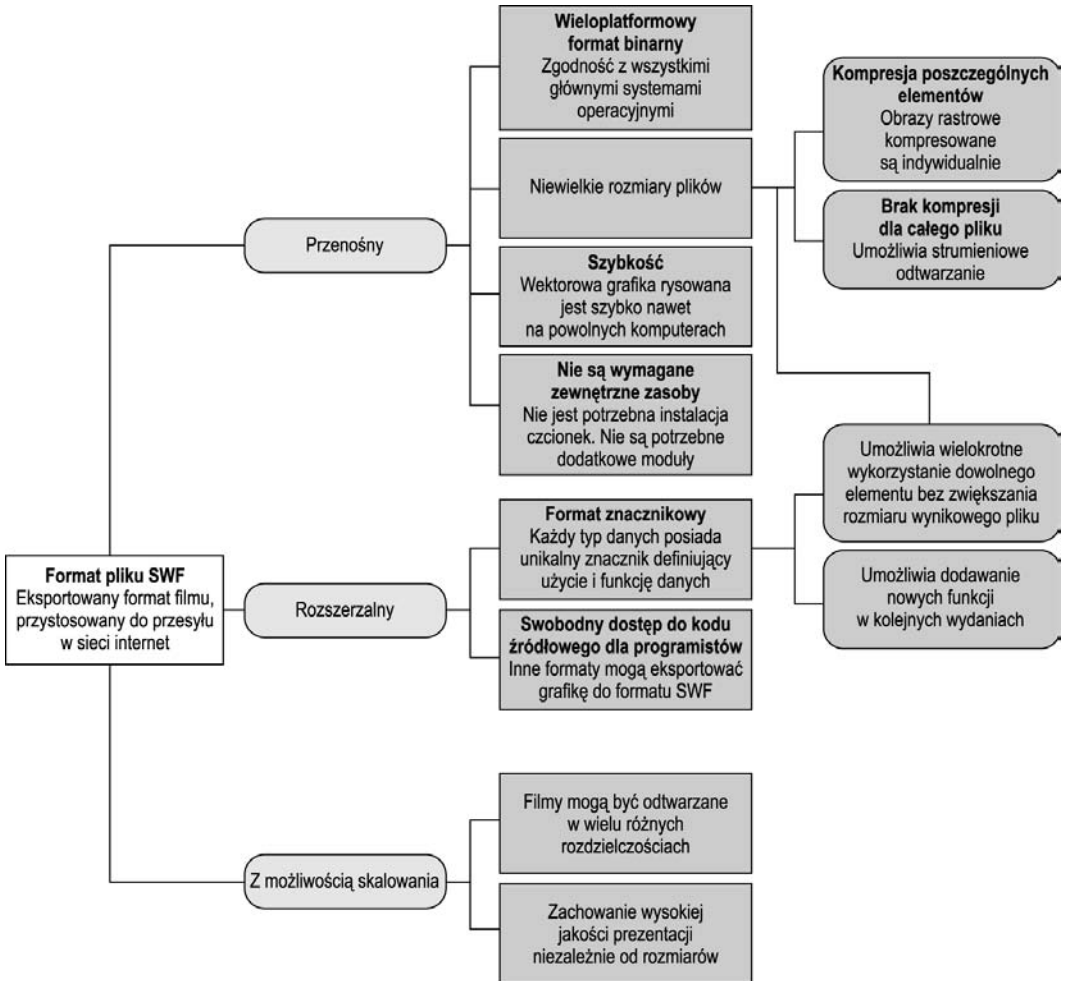 Format pliku SWF
Eksportowany format filmu,
przystosowany do przesyłu
w sieci internet
Przenośny
Wieloplatformowy
format binarny
Zgodność z wszystkimi
głównymi systemami
operacyjnymi
Niewielkie rozmiary plików
Kompresja poszczególnych
elementów
Obrazy rastrowe
kompresowane
są indywidualnie
Brak kompresji
dla całego pliku
Umożliwia strumieniowe
odtwarzanie
Szybkość
Wektorowa grafika rysowana
jest szybko nawet
na powolnych komputerach
Nie są wymagane
zewnętrzne zasoby
Nie jest potrzebna instalacja
czcionek. Nie są potrzebne
dodatkowe moduły
Rozszerzalny
Format znacznikowy
Każdy typ danych posiada
unikalny znacznik definiujący
użycie i funkcję danych
Umożliwia wielokrotne
wykorzystanie dowolnego
elementu bez zwiększania
rozmiaru wynikowego pliku
Umożliwia dodawanie
nowych funkcji
w kolejnych wydaniach
Swobodny dostęp do kodu
źródłowego dla programistów
Inne formaty mogą eksportować
grafikę do formatu SWF
Z możliwością skalowania
Filmy mogą być odtwarzane
w wielu różnych
rozdzielczościach
Zachowanie wysokiej
jakości prezentacji
niezależnie od rozmiarów